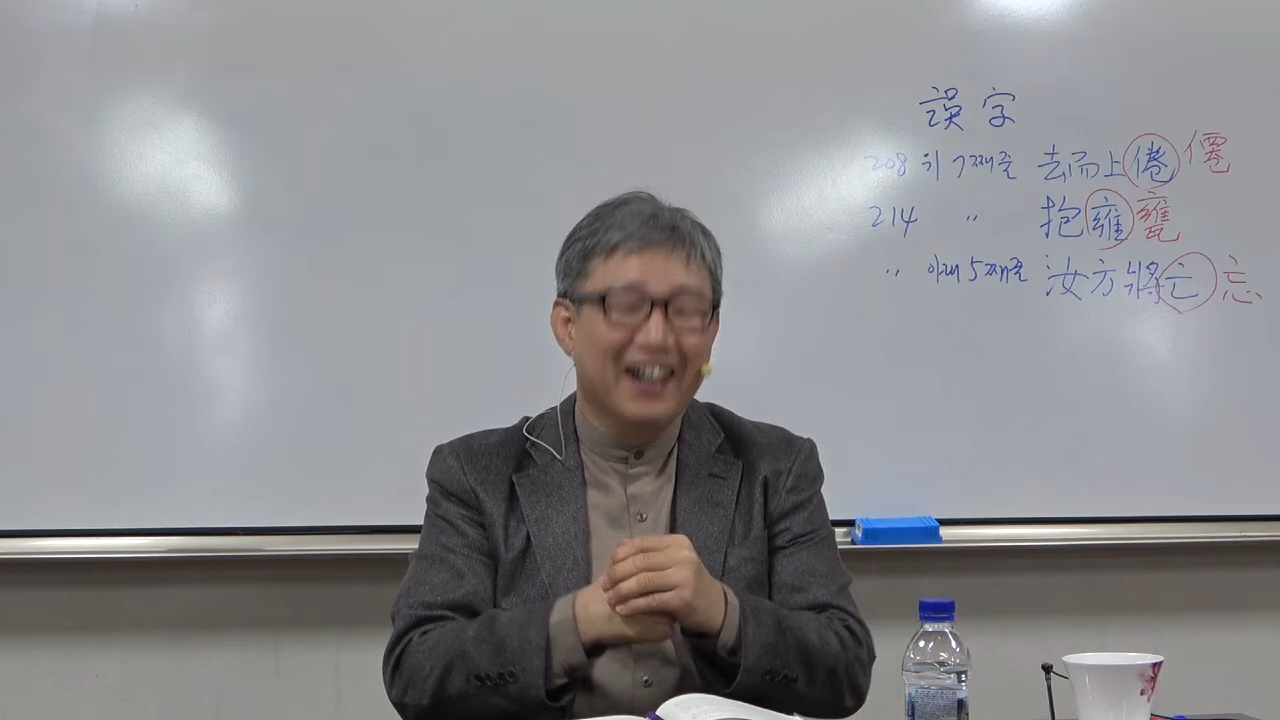 誤字
208 위 7째줄 去而上倦 僊
214 〃 抱雍 甕
〃 아래 5째줄 汝方將亡 忘